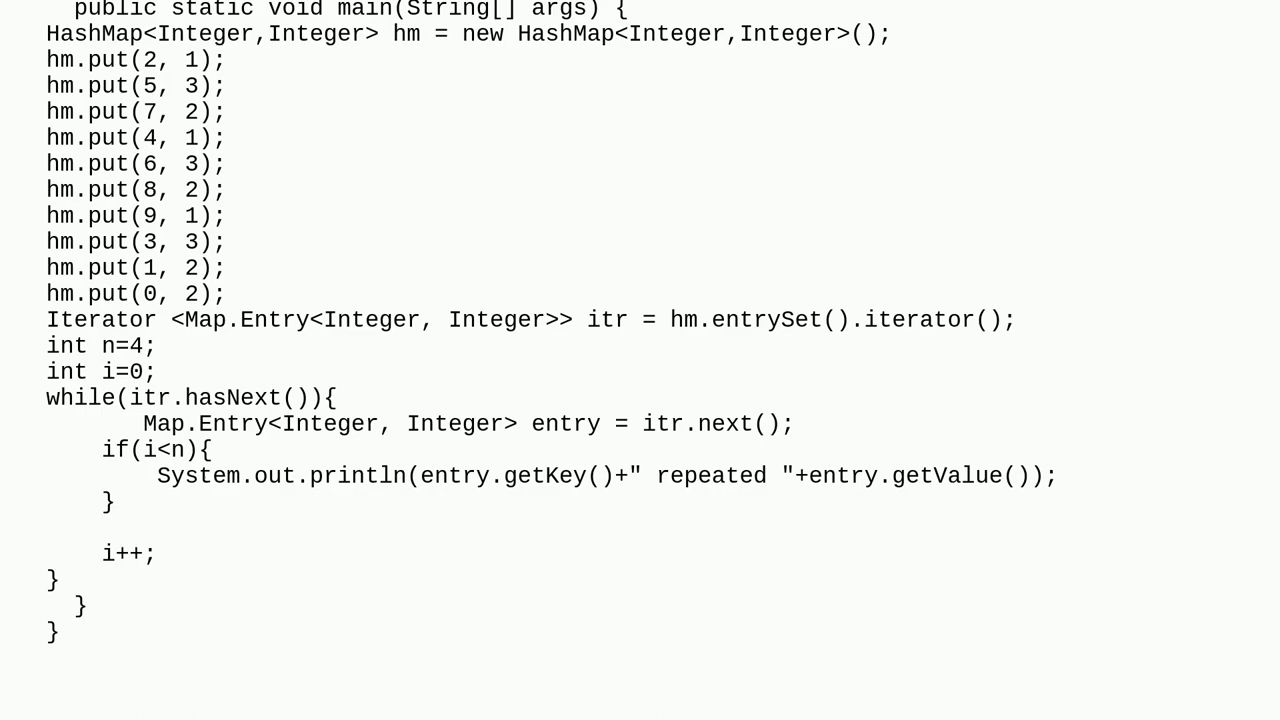 public static void main(String[] args) {
HashMap<Integer,Integer> hm = new HashMap<Integer,Integer>();
hm.put(2, 1);
hm.put(5, 3);
hm.put(7, 2);
hm.put(4, 1);
hm.put(6, 3);
hm.put(8, 2);
hm.put(9, 1);
hm.put(3, 3);
hm.put(1, 2);
hm.put(0, 2);
Iterator <Map.Entry<Integer, Integer>> itr = hm.entrySet().iterator();
int n=4;
int i=0;
while(itr.hasNext()){
Map.Entry<Integer, Integer> entry = itr.next();
if(i<n){
System.out.println(entry.getKey()+" repeated "+entry.getValue());
}
i++;
}
}
}